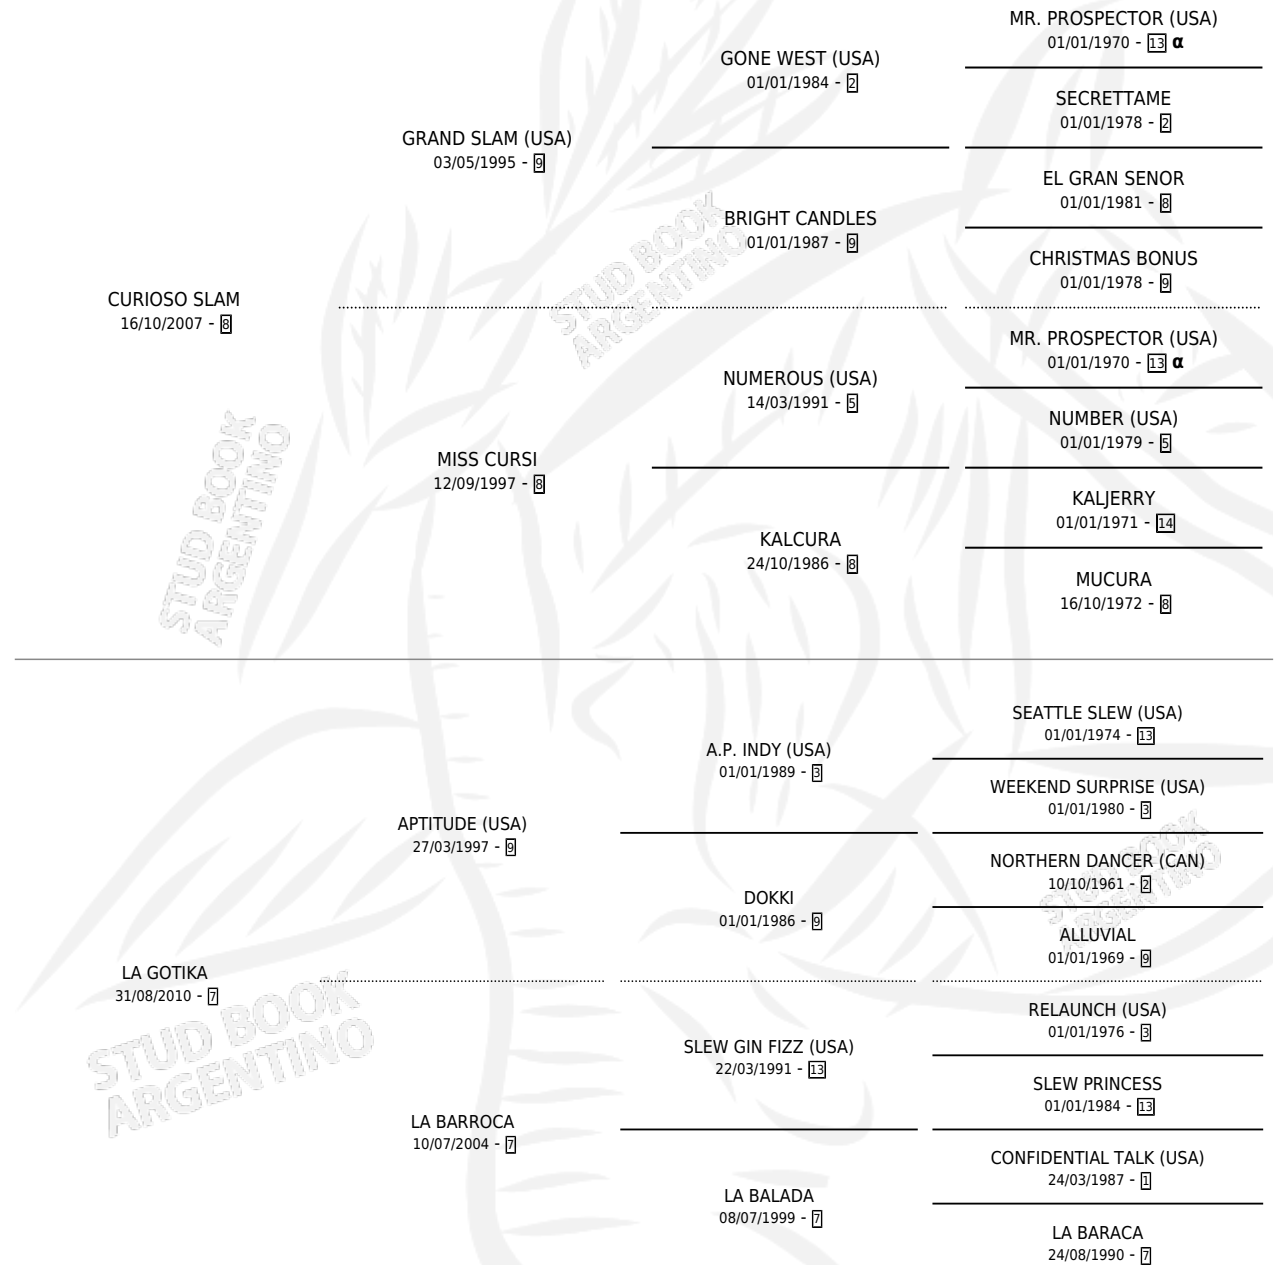 MR. PROSPECTOR (USA)
01/01/1970 - 13 α
GONE WEST (USA)
01/01/1984 - 2
SECRETTAME
01/01/1978 - 2
GRAND SLAM (USA)
03/05/1995 - 9
EL GRAN SENOR
01/01/1981 - 8
BRIGHT CANDLES
01/01/1987 - 9
CHRISTMAS BONUS
01/01/1978 - 9
CURIOSO SLAM
16/10/2007 - 8
MR. PROSPECTOR (USA)
01/01/1970 - 13 α
NUMEROUS (USA)
14/03/1991 - 5
NUMBER (USA)
01/01/1979 - 5
MISS CURSI
12/09/1997 - 8
KALJERRY
01/01/1971 - 14
KALCURA
24/10/1986 - 8
MUCURA
16/10/1972 - 8
STUD BOOK
ARGENTINO
STUD BOOK
ARGENTINO
SEATTLE SLEW (USA)
01/01/1974 - 13
A.P. INDY (USA)
01/01/1989 - 3
WEEKEND SURPRISE (USA)
01/01/1980 - 3
APTITUDE (USA)
27/03/1997 - 9
NORTHERN DANCER (CAN)
10/10/1961 - 2
DOKKI
01/01/1986 - 9
ALLUVIAL
01/01/1969 - 9
LA GOTIKA
31/08/2010 - 7
RELAUNCH (USA)
01/01/1976 - 3
SLEW GIN FIZZ (USA)
22/03/1991 - 13
SLEW PRINCESS
01/01/1984 - 13
LA BARROCA
10/07/2004 - 7
CONFIDENTIAL TALK (USA)
24/03/1987 - 1
LA BALADA
08/07/1999 - 7
LA BARACA
24/08/1990 - 7
STUD BOOK
ARGENTINO
STUD BOOK
ARGENTINO